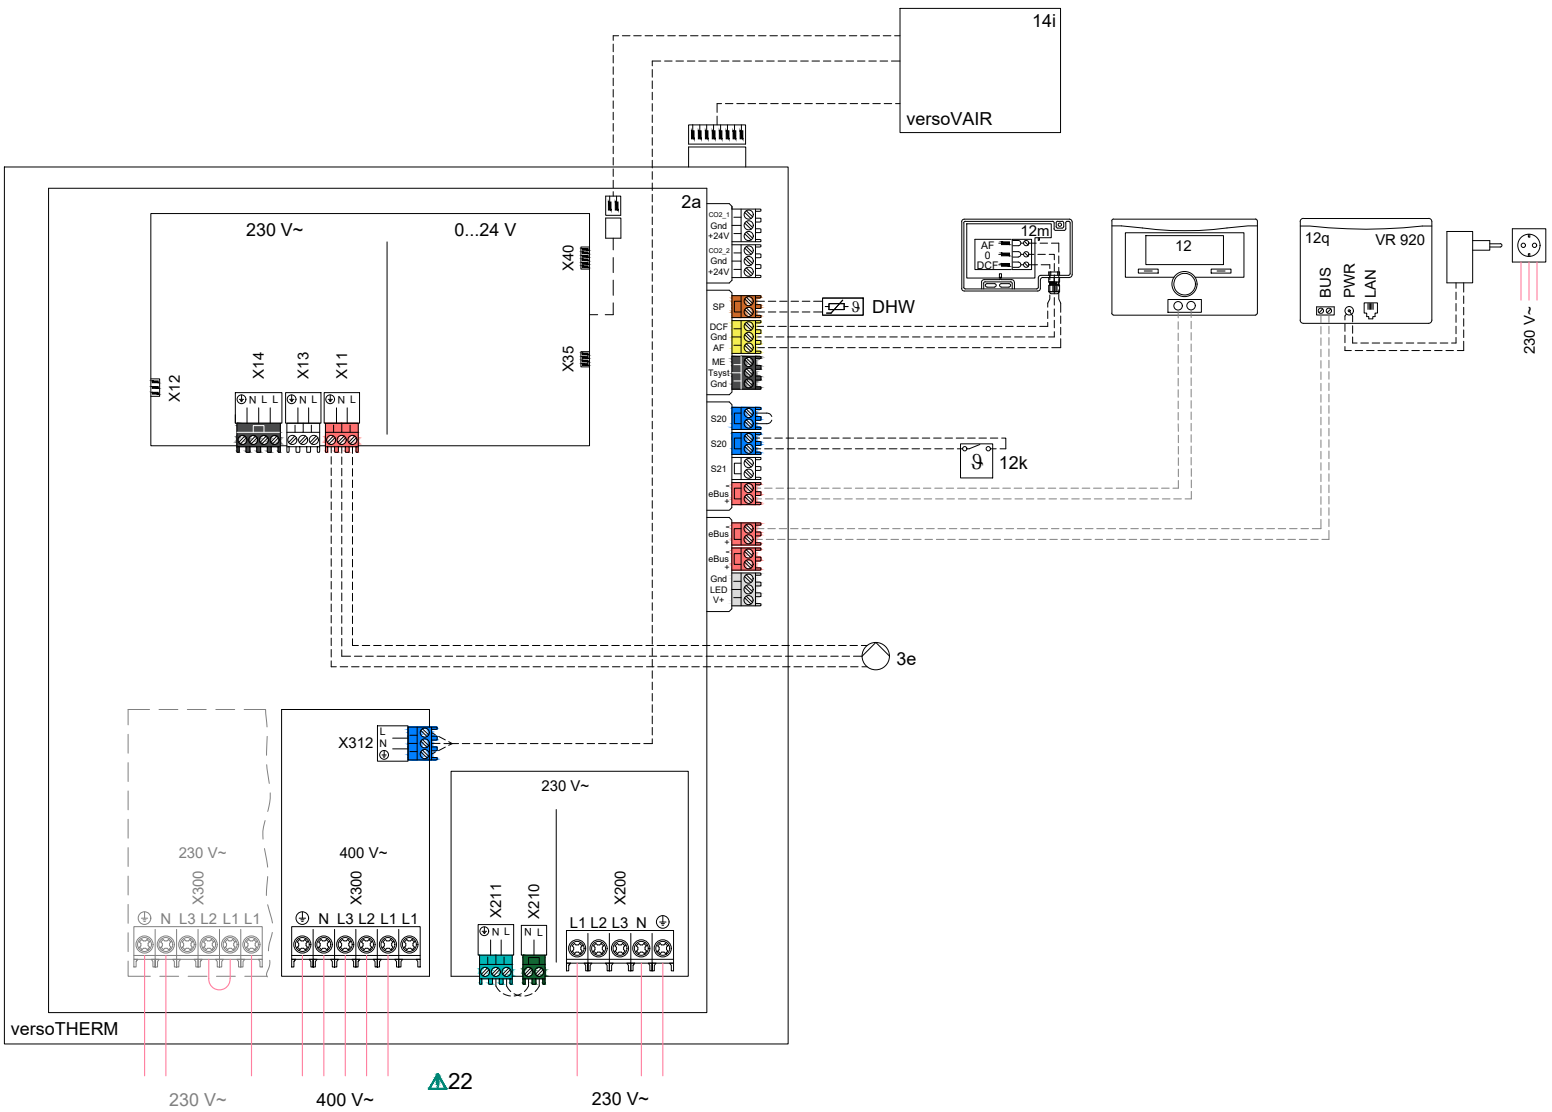 14i
versoVAIR
2a
230 V~
0...24 V
X40
X35
X12
X14
X13
X11
N L L
N L
N L
CO2_1
Gnd
+24V
CO2_2
Gnd
+24V
SP
DCF
Gnd
AF
ME
Tsyst
Gnd
S20
S20
S21
eBus
- +
eBus
- +
eBus
- +
Gnd
LED
V+
ϑ DHW
12m
AF
0
DCF
12
12q
VR 920
BUS
PWR
LAN
230 V~
ϑ 12k
3e
X312
L
N
230 V~
X300
N L3 L2 L1 L1
400 V~
X300
N L3 L2 L1 L1
230 V~
X211
N L
X210
N L
X200
L1 L2 L3 N
versoTHERM
230 V~
400 V~
22
230 V~